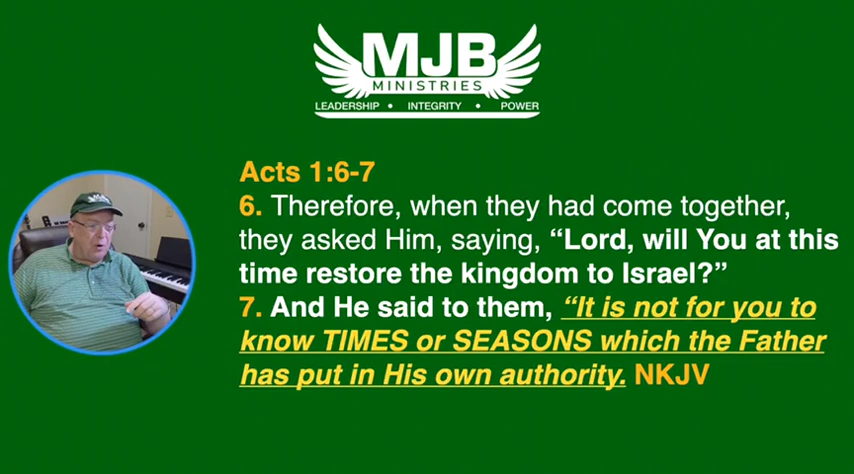 MJB
MINISTRIES
LEADERSHIP • INTEGRITY • POWER
Acts 1:6-7
6. Therefore, when they had come together,
they asked Him, saying, “Lord, will You at this
time restore the kingdom to Israel?”
7. And He said to them, “It is not for you to
know TIMES or SEASONS which the Father
has put in His own authority. NKJV